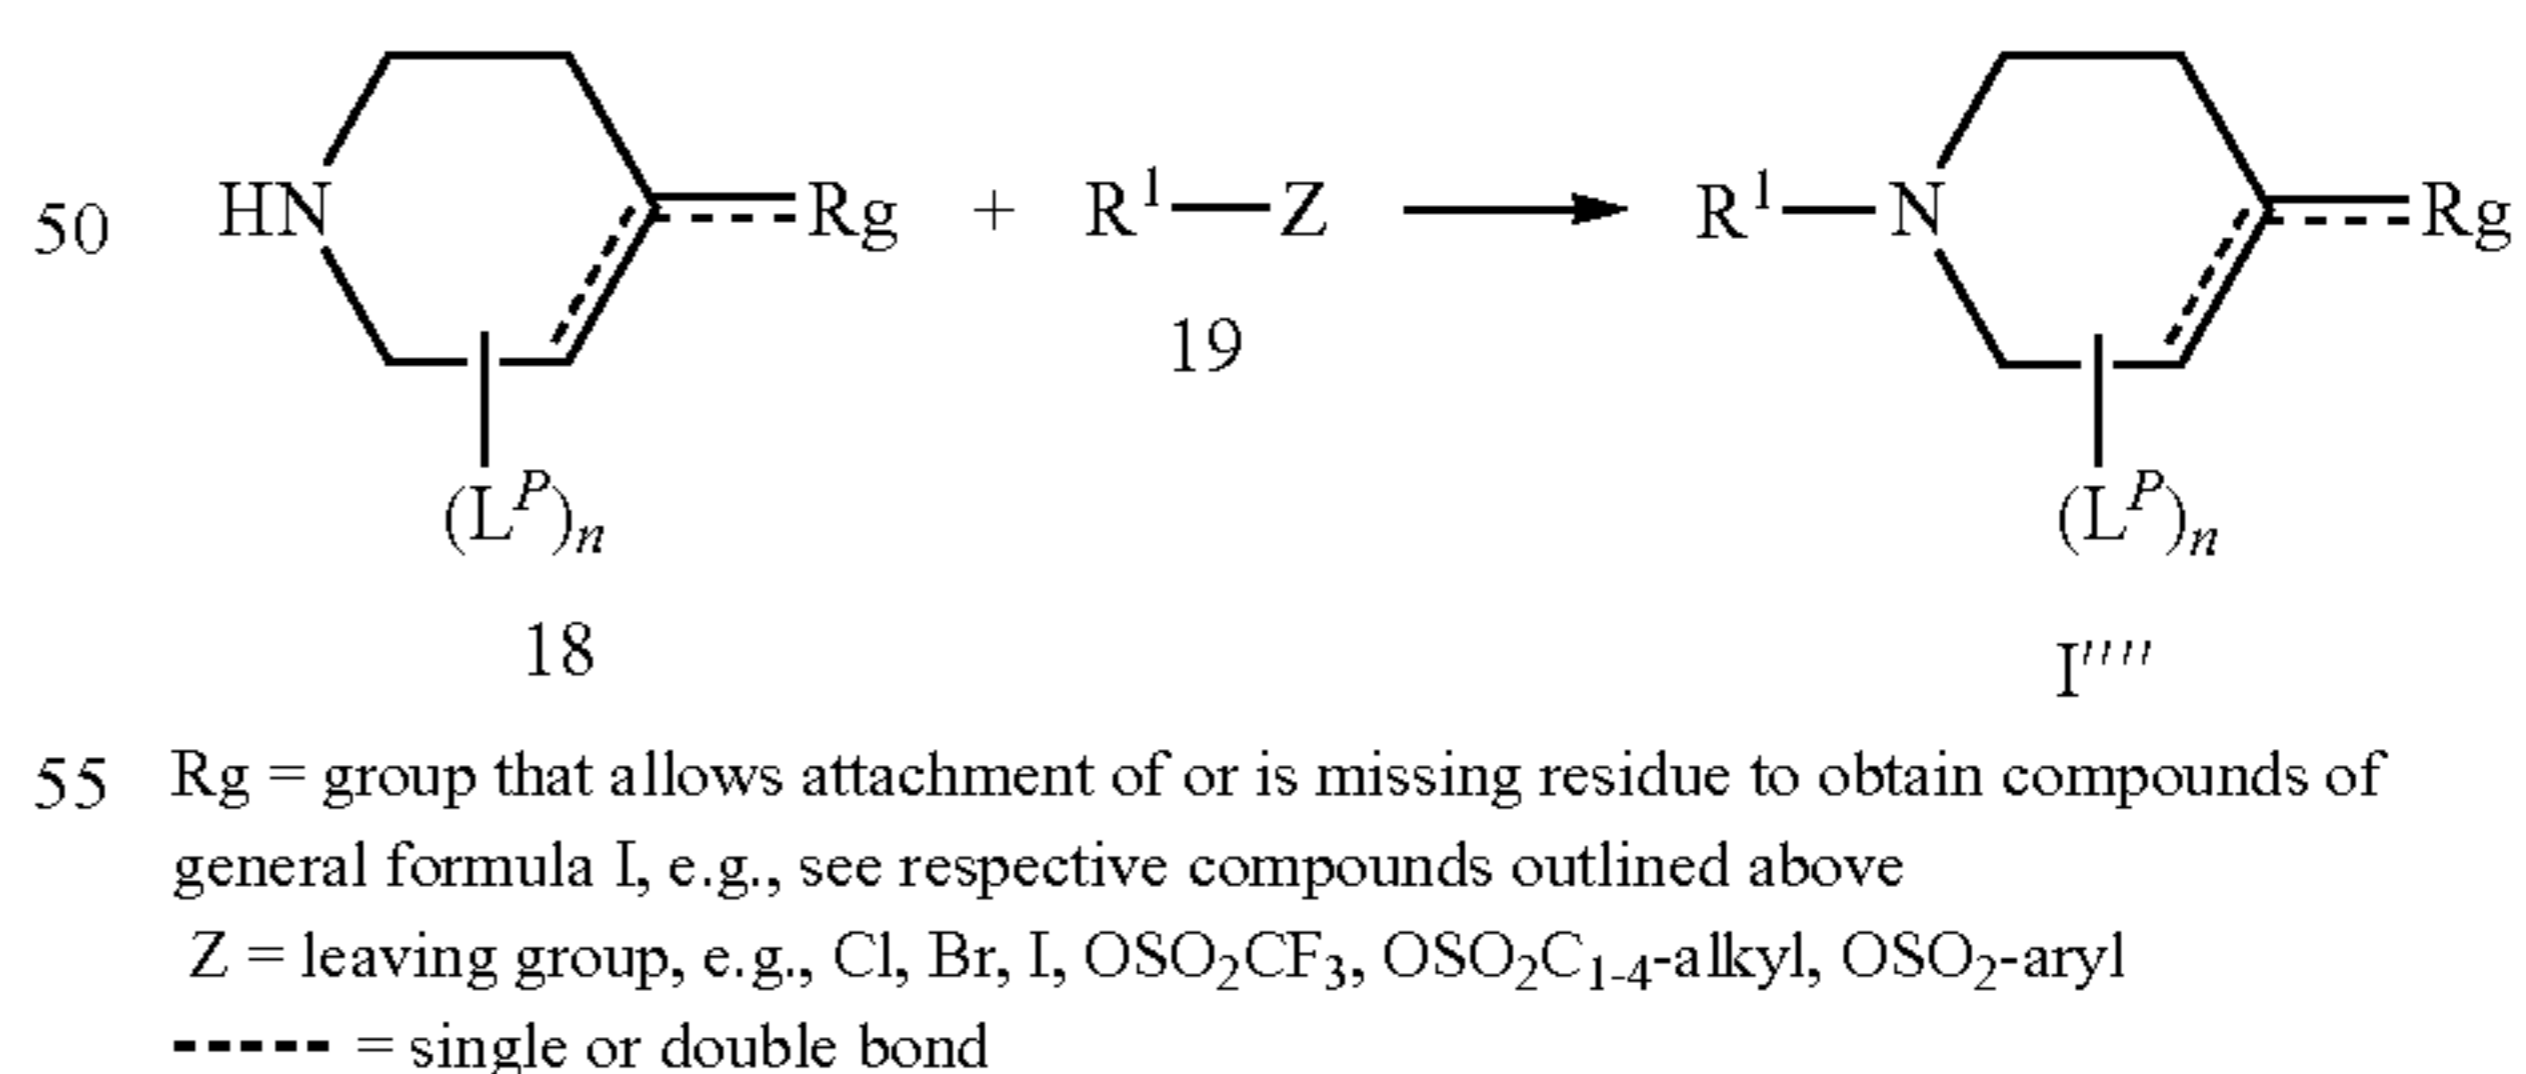 50 HN Rg + R¹—Z R¹—N Rg
19
(Lᴾ)ₙ (Lᴾ)ₙ
18 I''''
55 Rg = group that allows attachment of or is missing residue to obtain compounds of
general formula I, e.g., see respective compounds outlined above
Z = leaving group, e.g., Cl, Br, I, OSO₂CF₃, OSO₂C₁₋₄-alkyl, OSO₂-aryl
----- = single or double bond